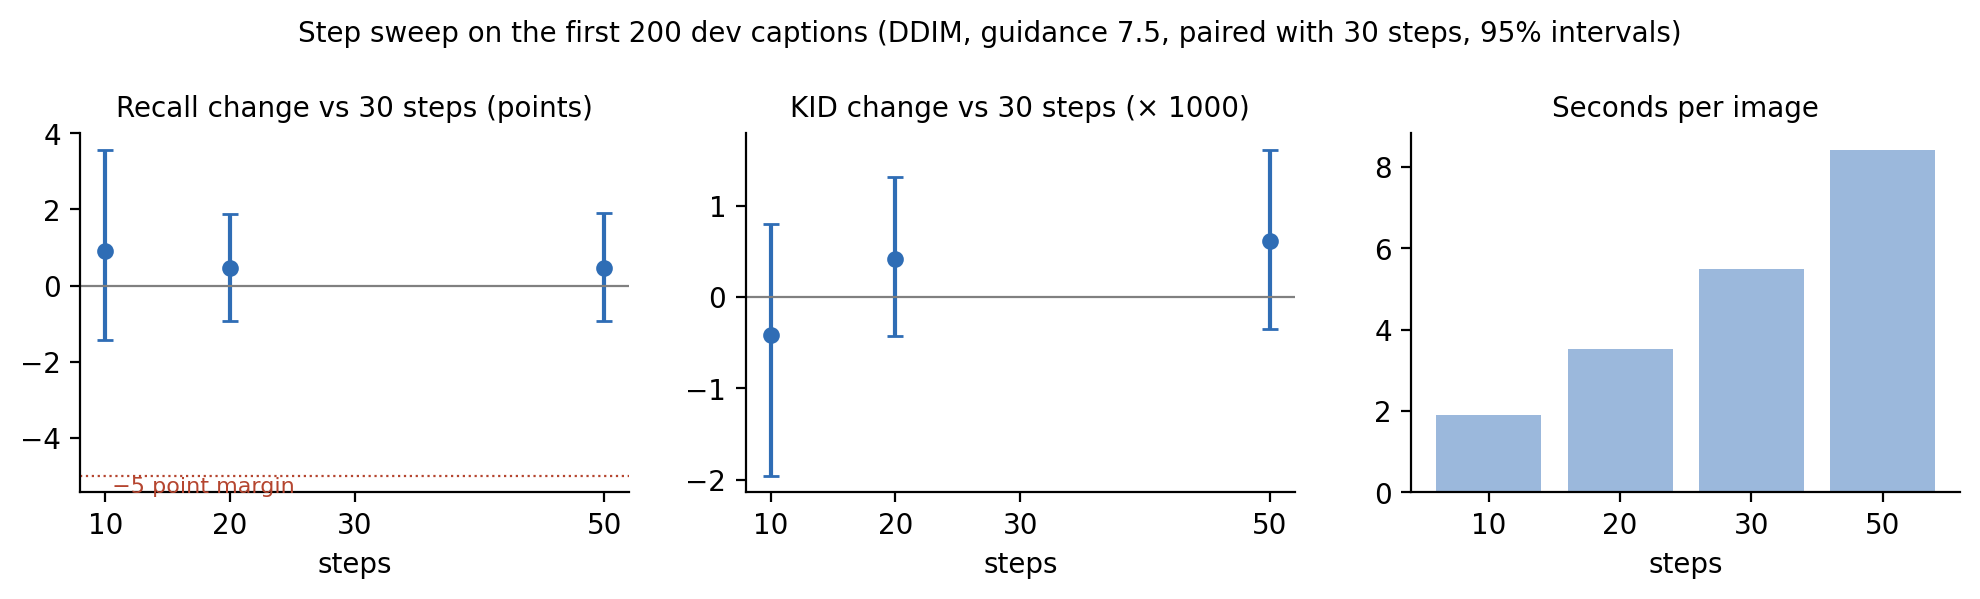 Step sweep on the first 200 dev captions (DDIM, guidance 7.5, paired with 30 steps, 95% intervals)
Recall change vs 30 steps (points)
4
2
0
−2
−4
−5 point margin
10 20 30 50
steps
KID change vs 30 steps (× 1000)
1
0
−1
−2
10 20 30 50
steps
Seconds per image
8
6
4
2
0
10 20 30 50
steps